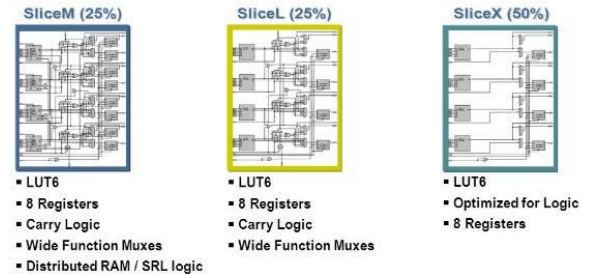 SliceM (25%)
SliceL (25%)
SliceX (50%)
▪ LUT6
▪ 8 Registers
▪ Carry Logic
▪ Wide Function Muxes
▪ Distributed RAM / SRL logic
▪ LUT6
▪ 8 Registers
▪ Carry Logic
▪ Wide Function Muxes
▪ LUT6
▪ Optimized for Logic
▪ 8 Registers